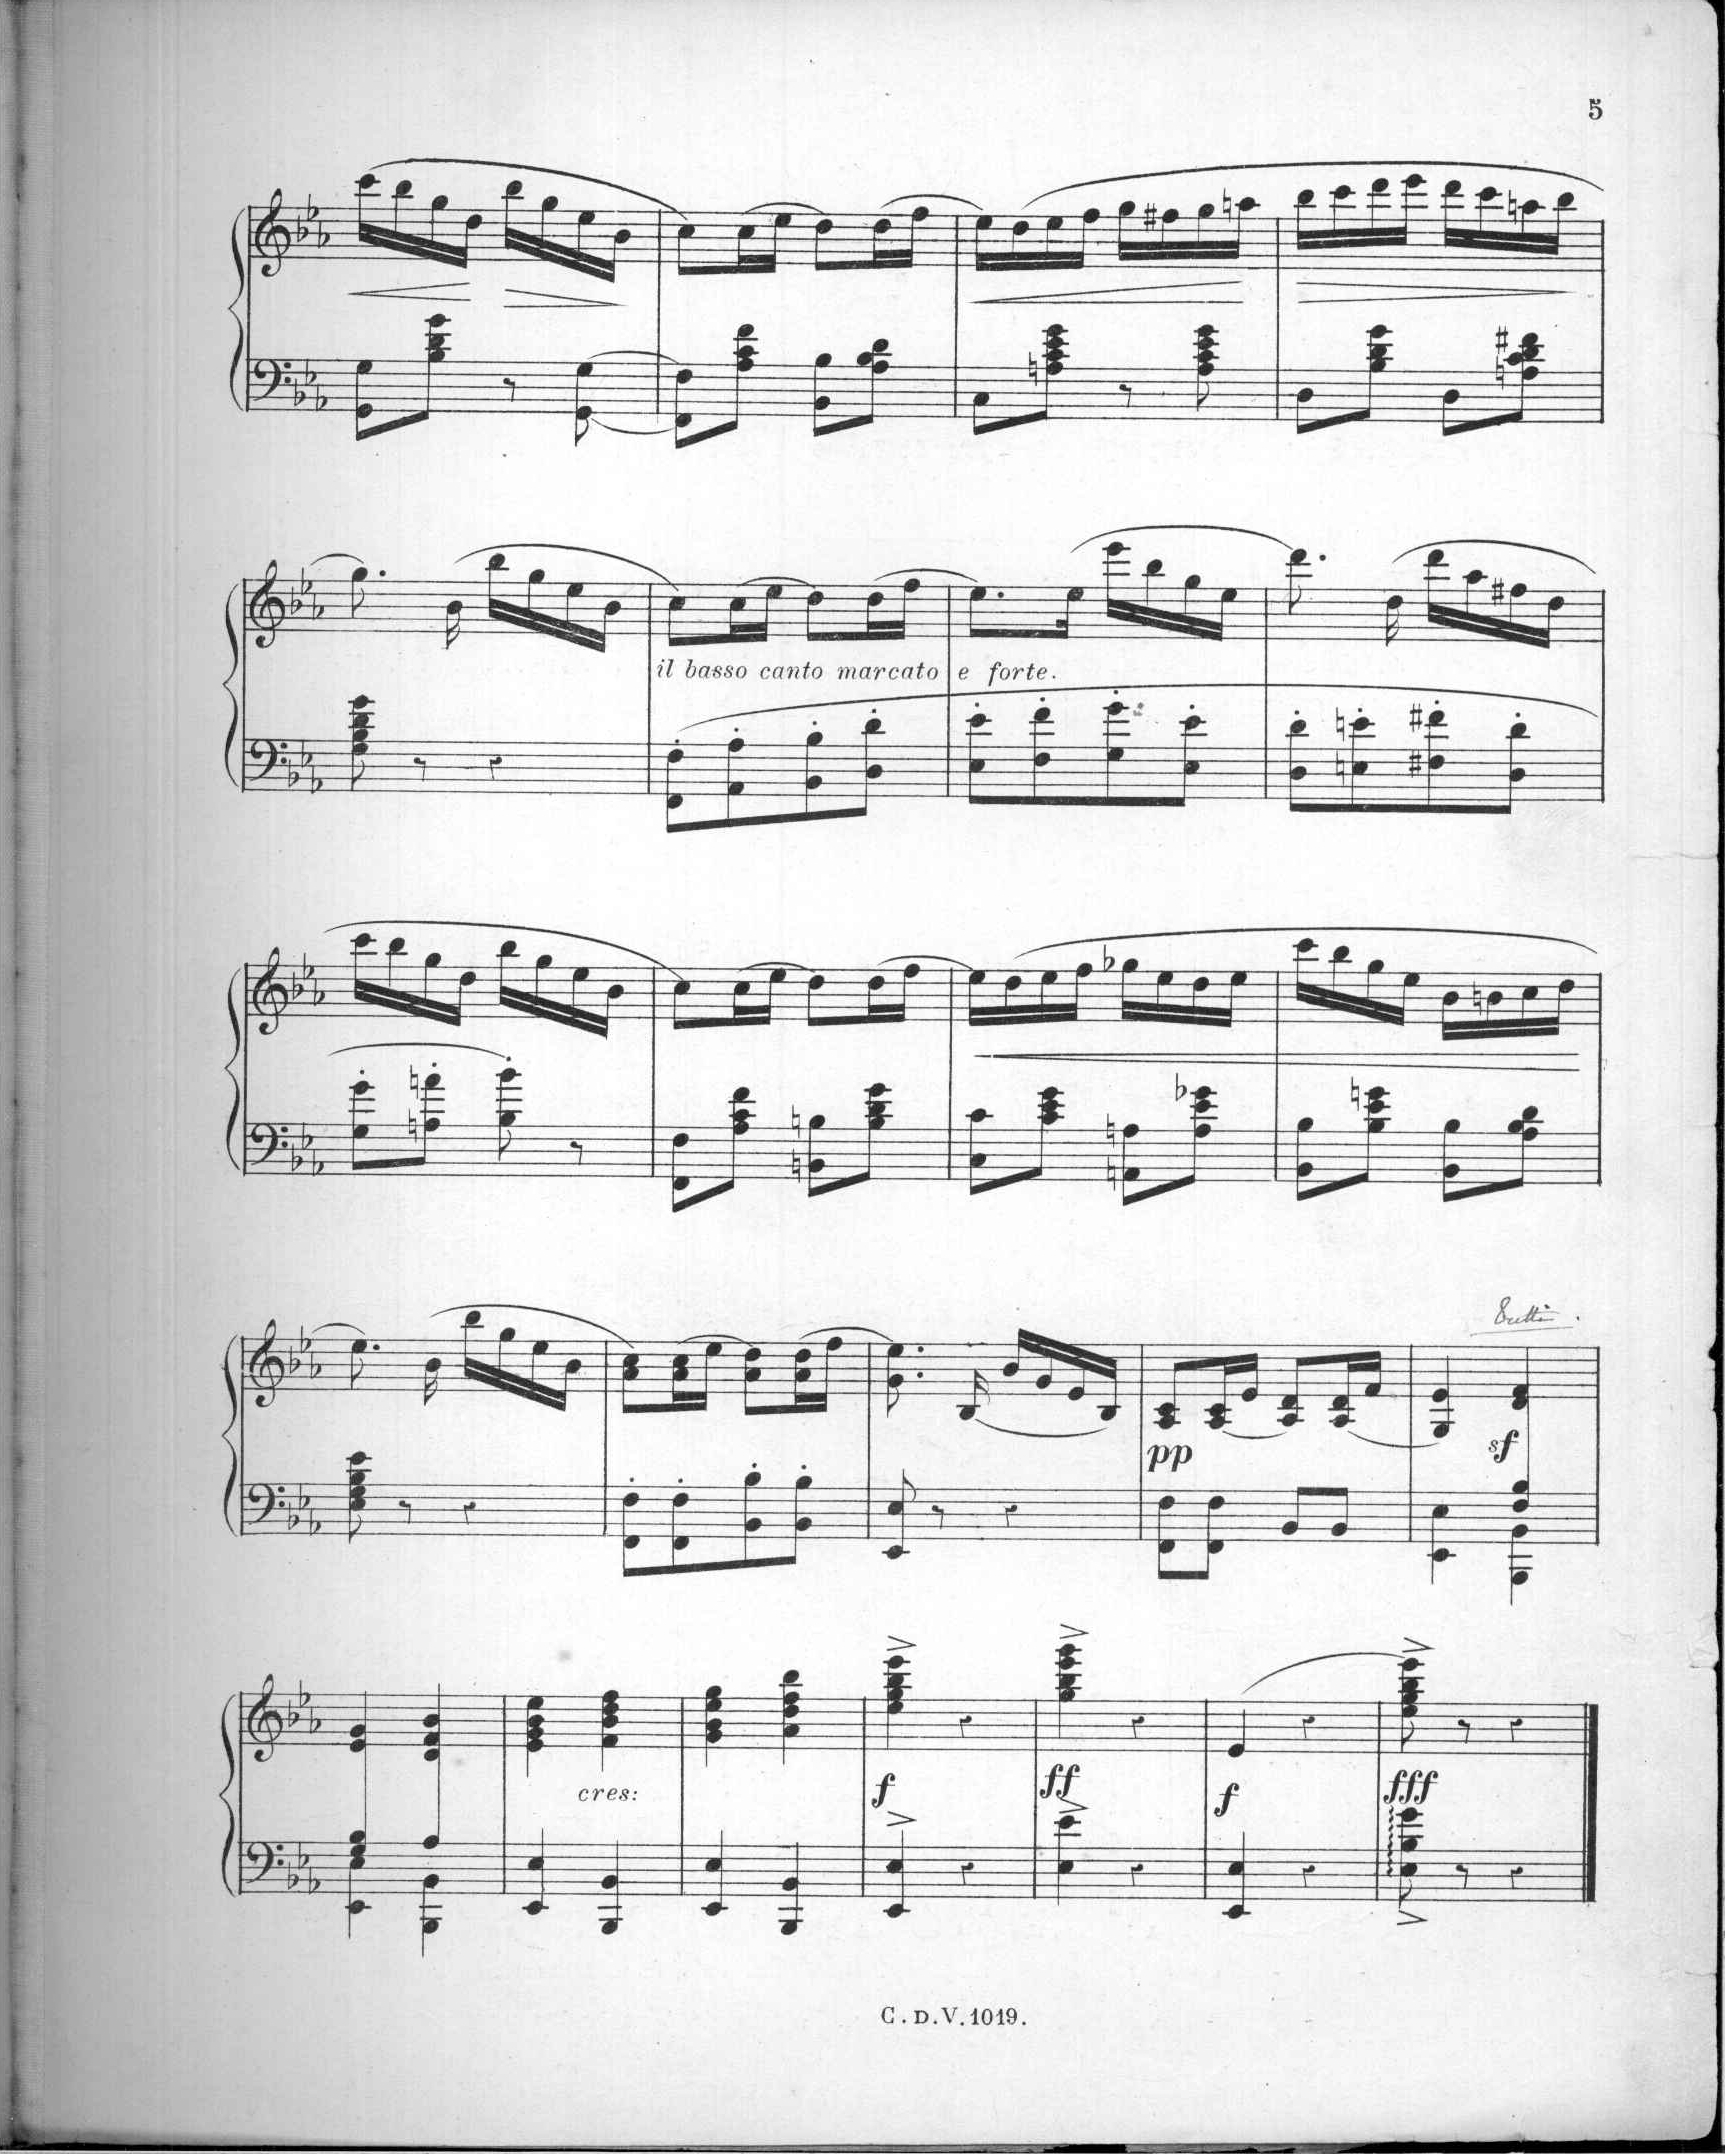 5
il basso canto marcato e forte.
Tutti.
pp
sf
cres:
f
ff
f
fff
C.D.V.1019.